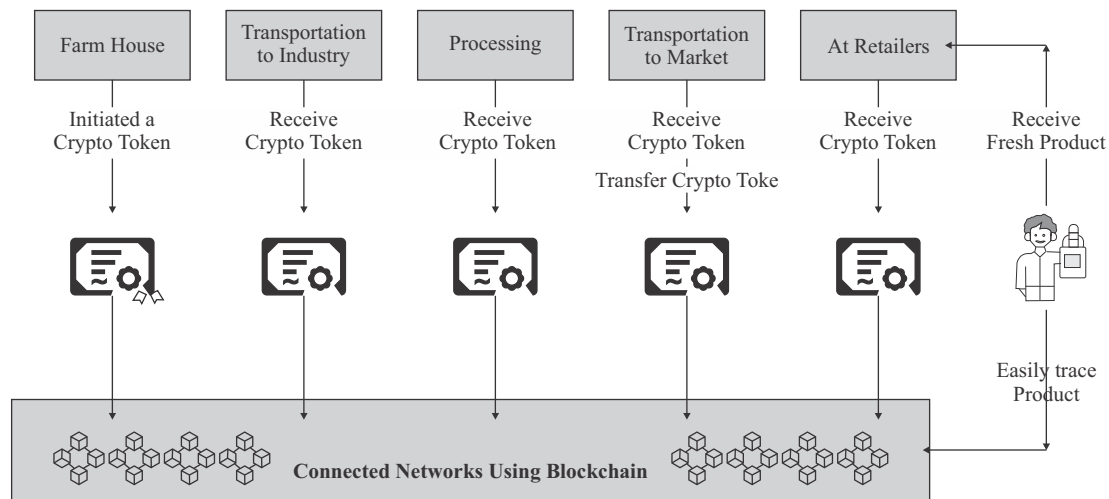 Farm House
Transportation
to Industry
Processing
Transportation
to Market
At Retailers
Initiated a
Crypto Token
Receive
Crypto Token
Receive
Crypto Token
Receive
Crypto Token
Transfer Crypto Toke
Receive
Crypto Token
Receive
Fresh Product
Easily trace
Product
Connected Networks Using Blockchain